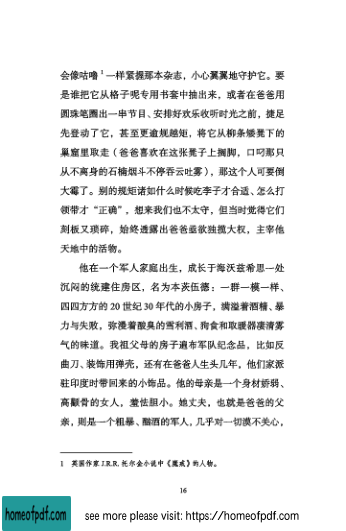 会像咕噜1一样紧握那本杂志，小心翼翼地守护它。要
是谁把它从格子呢专用书套中抽出来，或者在爸爸用
圆珠笔圈出一串节目、安排好欢乐收听时光之前，捷足
先登动了它，甚至更逾规越矩，将它从柳条矮凳下的
巢窟里取走（爸爸喜欢在这张凳子上搁脚，口叼那只
从不离身的石楠烟斗不停吞云吐雾），那这个人可要倒
大霉了。别的规矩诸如什么时候吃李子才合适、怎么打
领带才“正确”，想来我们也不太守，但当时觉得它们
刻板又琐碎，始终透露出爸爸亟欲独揽大权，主宰他
天地中的活物。
他在一个军人家庭出生，成长于海沃兹希思一处
沉闷的统建住房区，名为本茨伍德：一群一模一样、
四四方方的 20 世纪 30 年代的小房子，满溢着酒精、暴
力与失败，弥漫着酸臭的雪利酒、狗食和取暖器凛清雾
气的味道。我祖父母的房子遍布军队纪念品，比如反
曲刀、装饰用弹壳，还有在爸爸人生头几年，他们家派
驻印度时带回来的小饰品。他的母亲是一个身材娇弱、
高颧骨的女人，羞怯胆小。她丈夫，也就是爸爸的父
亲，则是一个粗暴、酗酒的军人，几乎对一切漠不关心，
1 英国作家 J.R.R. 托尔金小说中《魔戒》的人物。
16
homeofpdf.com
see more please visit: https://homeofpdf.com